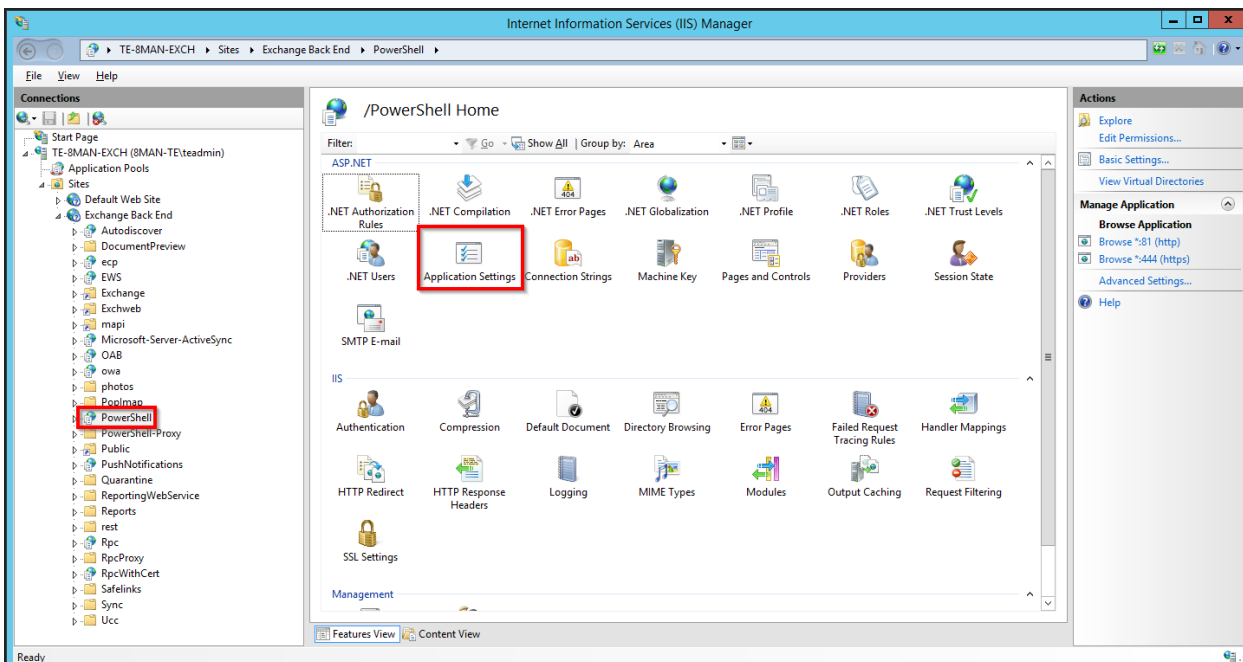 Internet Information Services (IIS) Manager
TE-8MAN-EXCH Sites Exchange Back End PowerShell
File View Help
Connections
Start Page
TE-8MAN-EXCH (8MAN-TE\teadmin)
Application Pools
Sites
Default Web Site
Exchange Back End
Autodiscover
DocumentPreview
ecp
EWS
Exchange
Exchweb
mapi
Microsoft-Server-ActiveSync
OAB
owa
photos
PopImap
PowerShell
PowerShell-Proxy
Public
PushNotifications
Quarantine
ReportingWebService
Reports
rest
Rpc
RpcProxy
RpcWithCert
Safelinks
Sync
Ucc
/PowerShell Home
Filter: Go Show All Group by: Area
ASP.NET
.NET Authorization Rules
.NET Compilation
.NET Error Pages
.NET Globalization
.NET Profile
.NET Roles
.NET Trust Levels
.NET Users
Application Settings
Connection Strings
Machine Key
Pages and Controls
Providers
Session State
SMTP E-mail
IIS
Authentication
Compression
Default Document
Directory Browsing
Error Pages
Failed Request Tracing Rules
Handler Mappings
HTTP Redirect
HTTP Response Headers
Logging
MIME Types
Modules
Output Caching
Request Filtering
SSL Settings
Management
Features View Content View
Actions
Explore
Edit Permissions...
Basic Settings...
View Virtual Directories
Manage Application
Browse Application
Browse *:81 (http)
Browse *:444 (https)
Advanced Settings...
Help
Ready